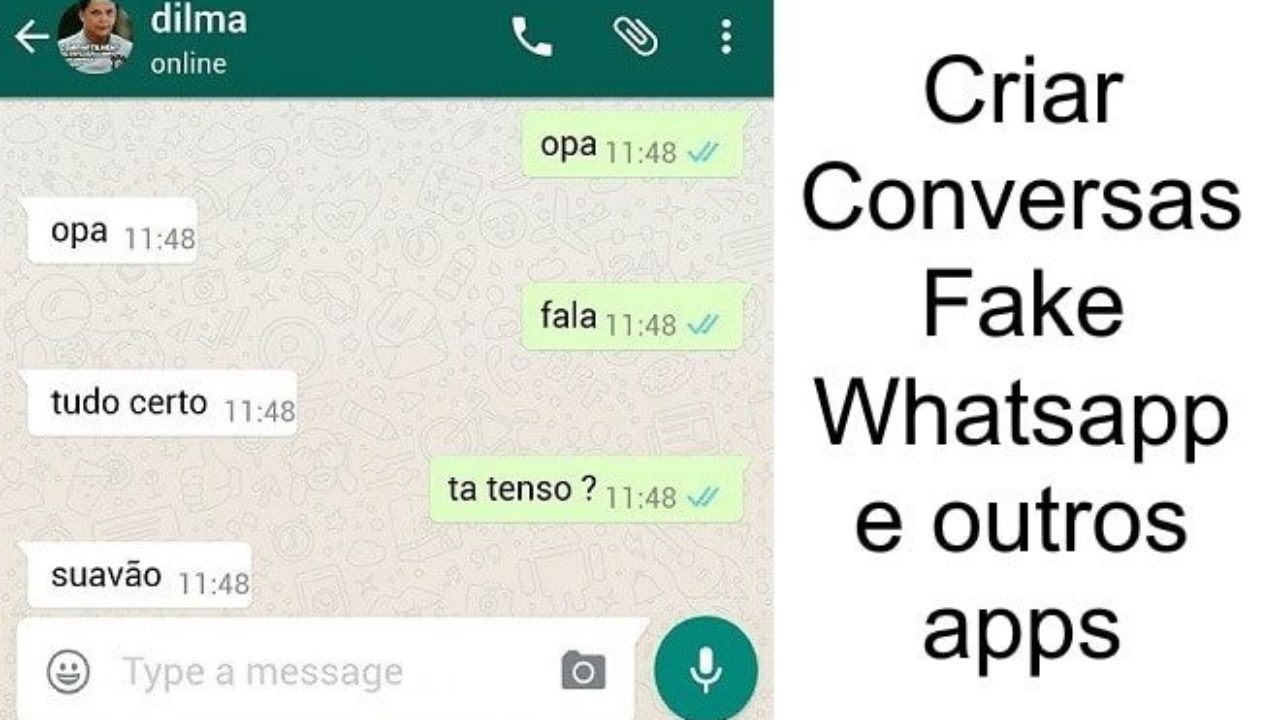 dilma
online
opa 11:48
opa 11:48
fala 11:48
tudo certo 11:48
ta tenso ? 11:48
suavão 11:48
Type a message
Criar
Conversas
Fake
Whatsapp
e outros
apps